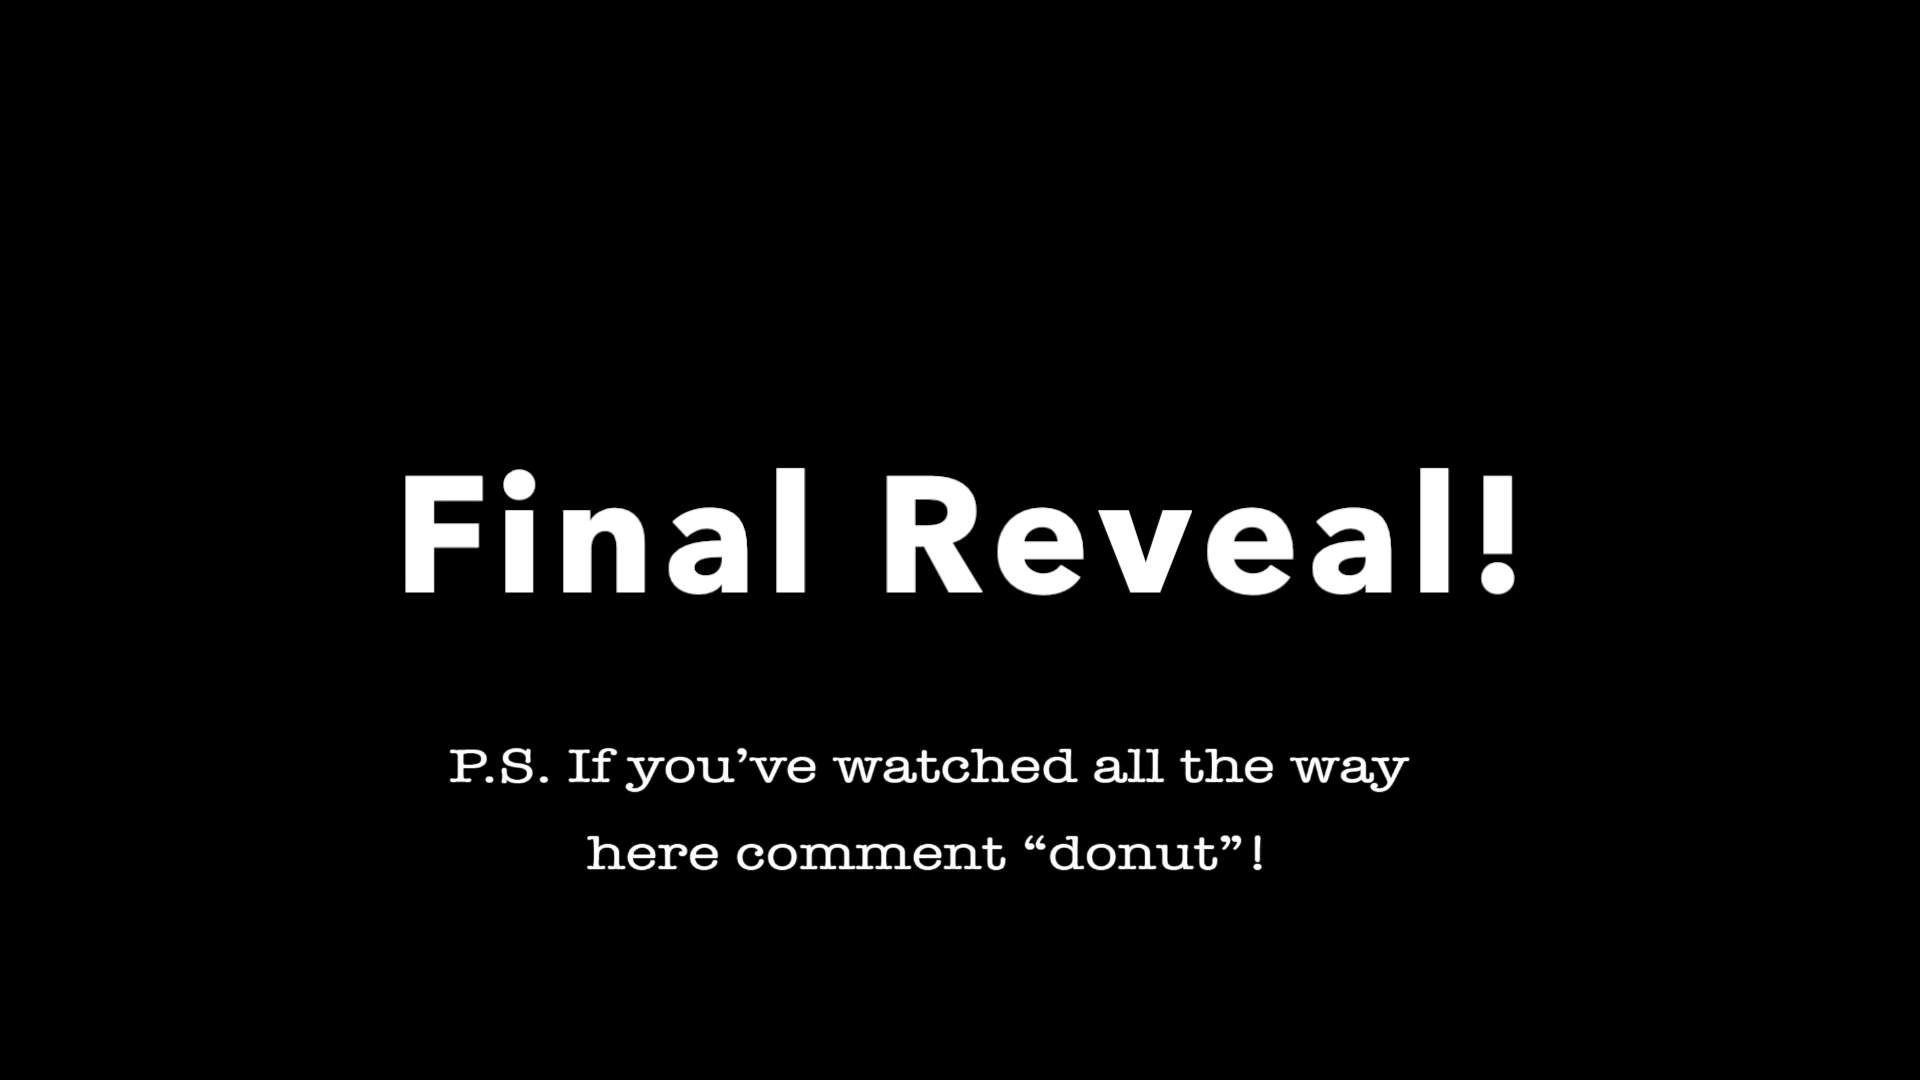 Final Reveal!
P.S. If you’ve watched all the way
here comment “donut”!